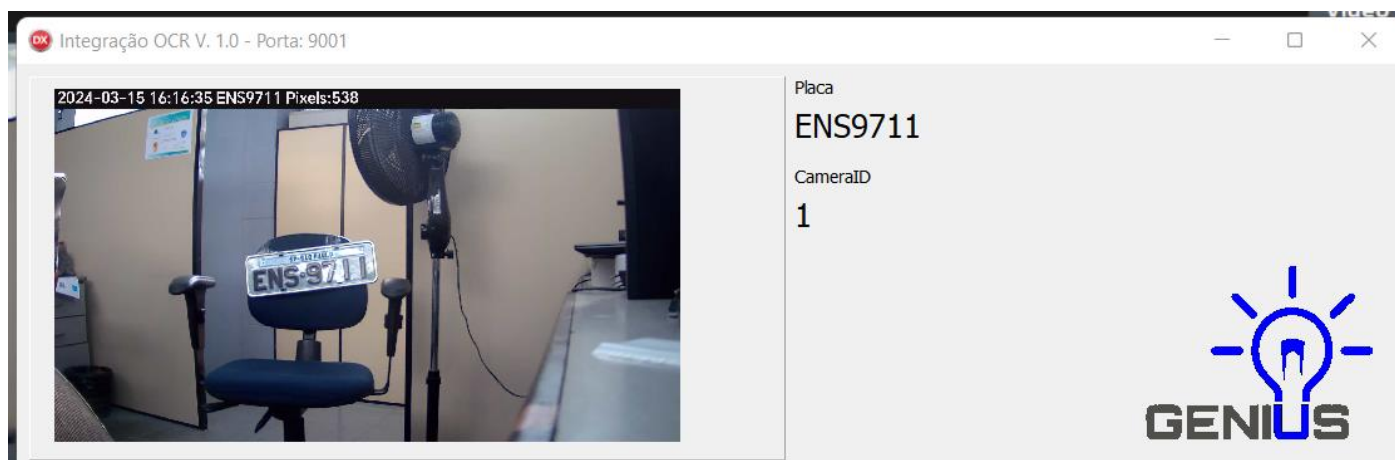 Integração OCR V. 1.0 - Porta: 9001
2024-03-15 16:16:35 ENS9711 Pixels:538
ENS-9711
Placa
ENS9711
CameraID
1
GENIUS